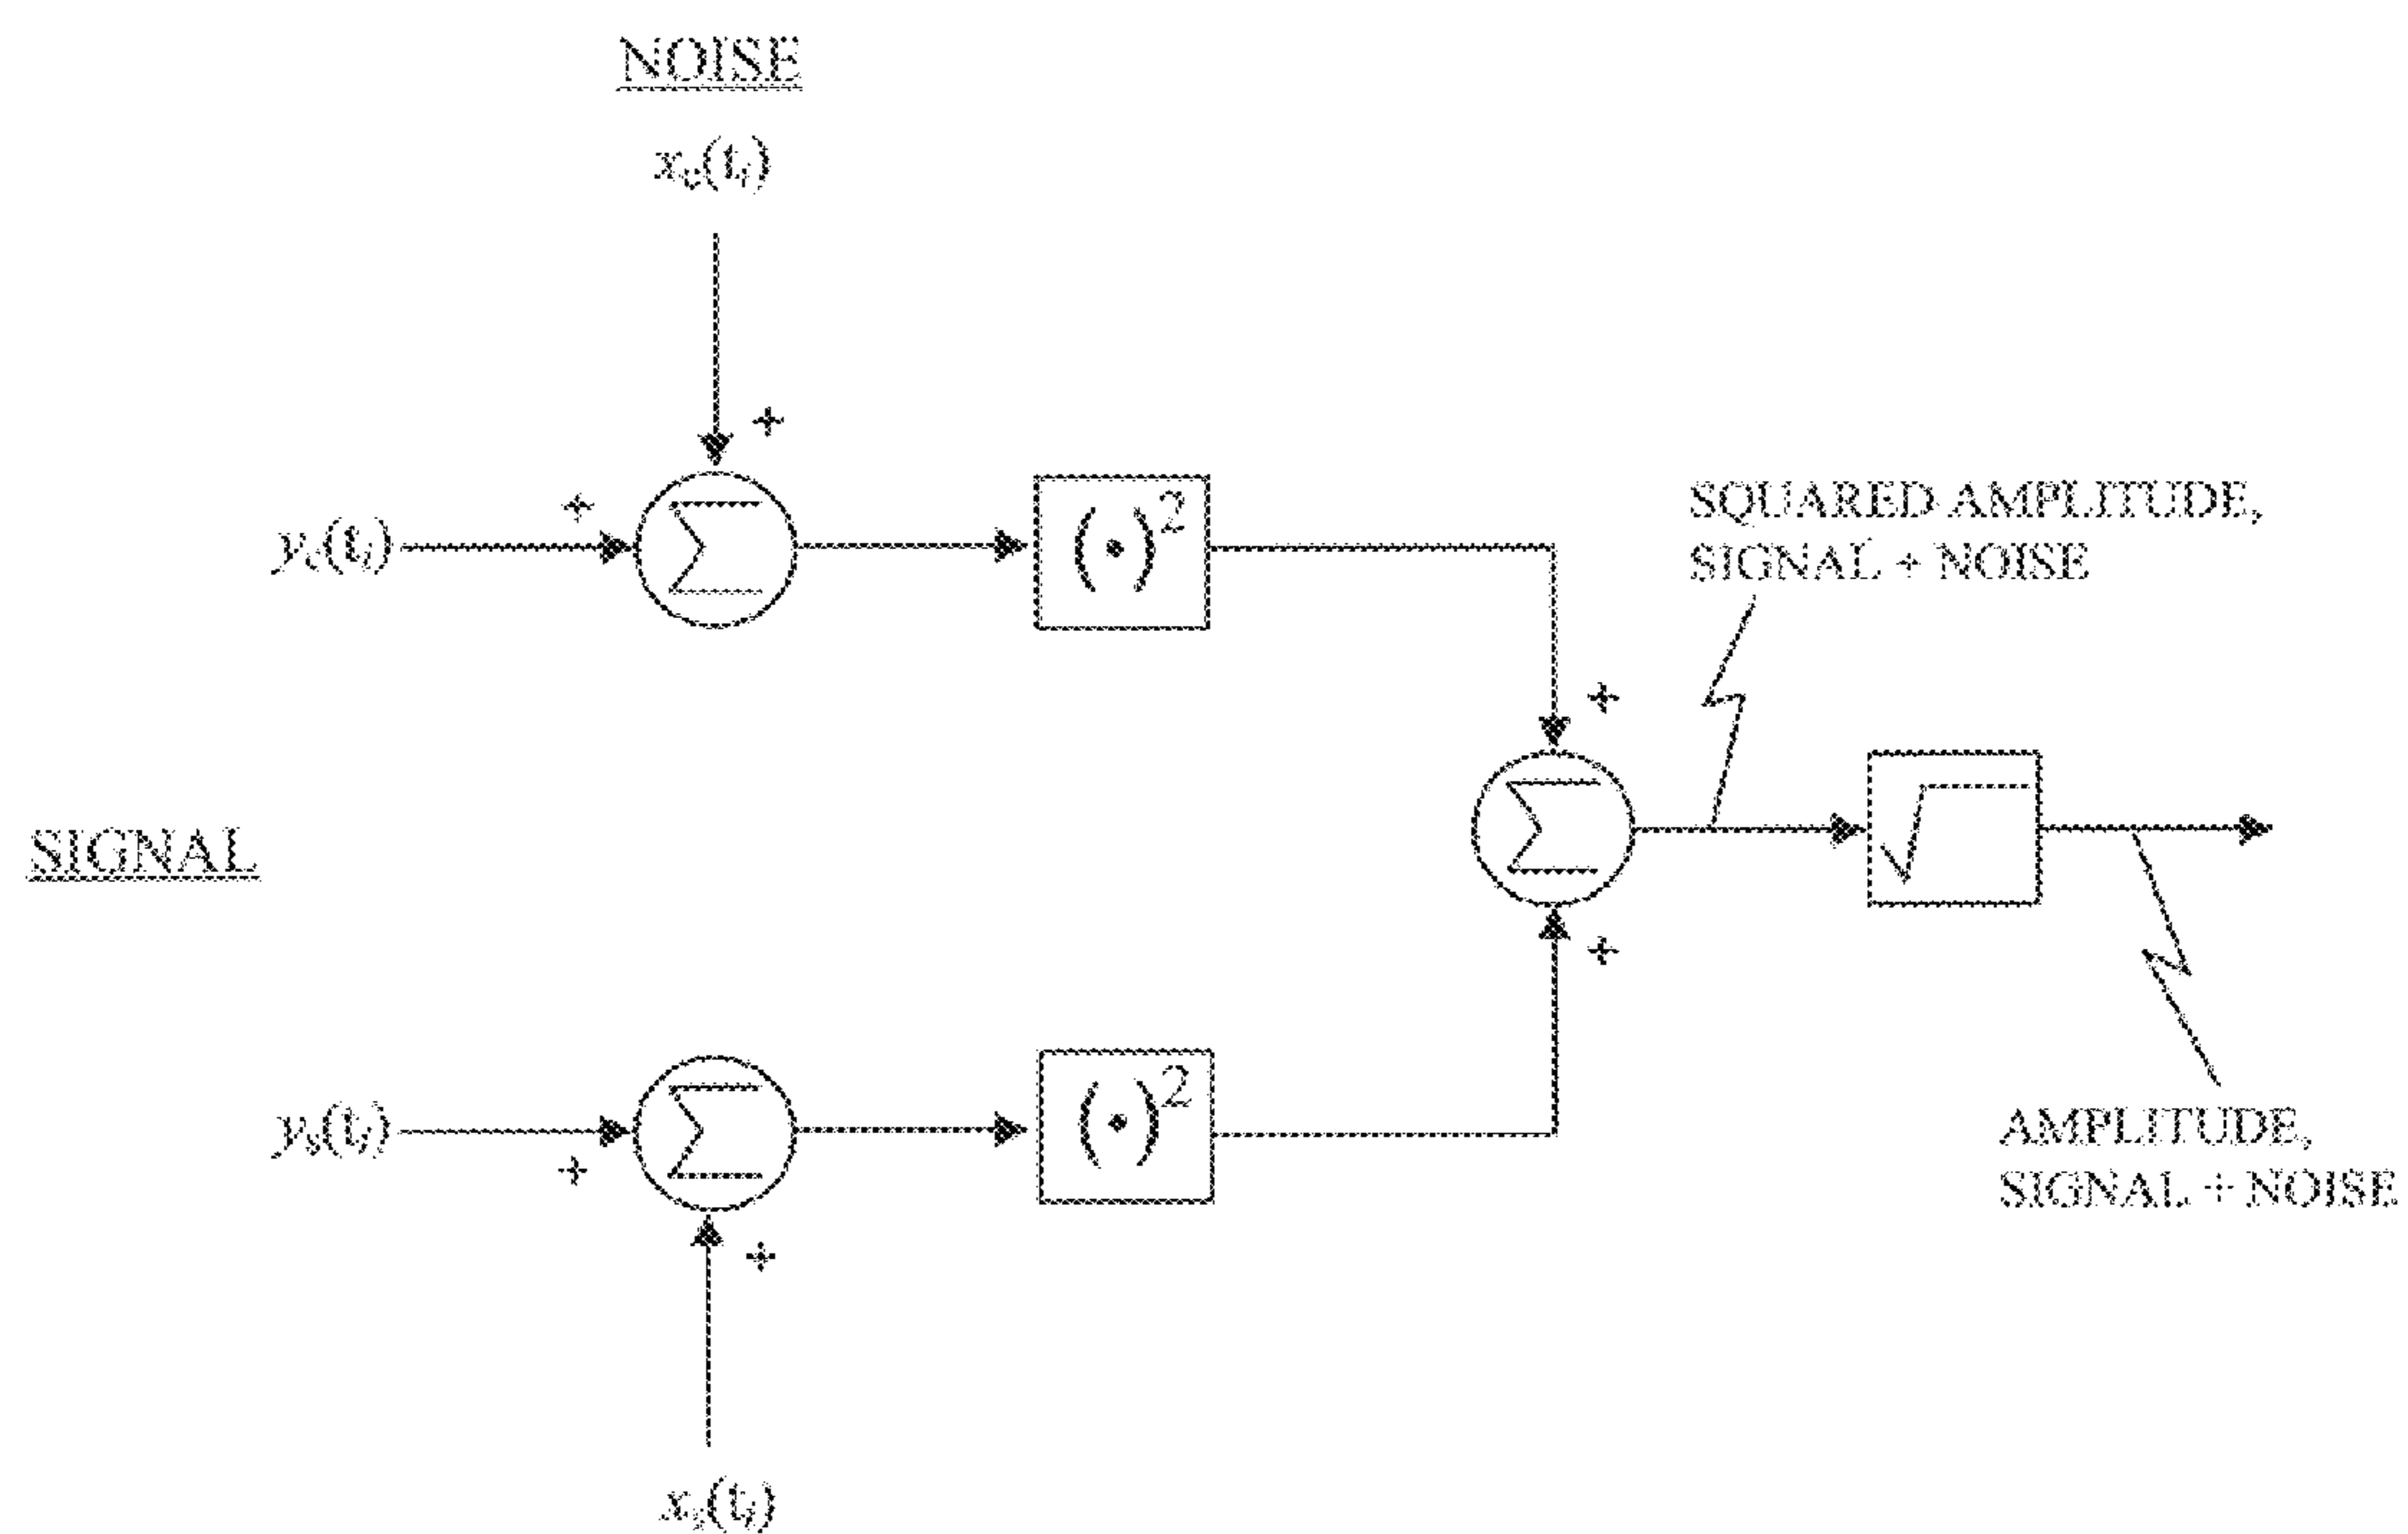 NOISE
x_c(t_i)
+
+
y_c(t_i)
Σ
(•)²
SQUARED AMPLITUDE,
SIGNAL + NOISE
+
Σ
√
SIGNAL
+
y_s(t_i)
Σ
(•)²
+
+
AMPLITUDE,
SIGNAL + NOISE
x_s(t_i)